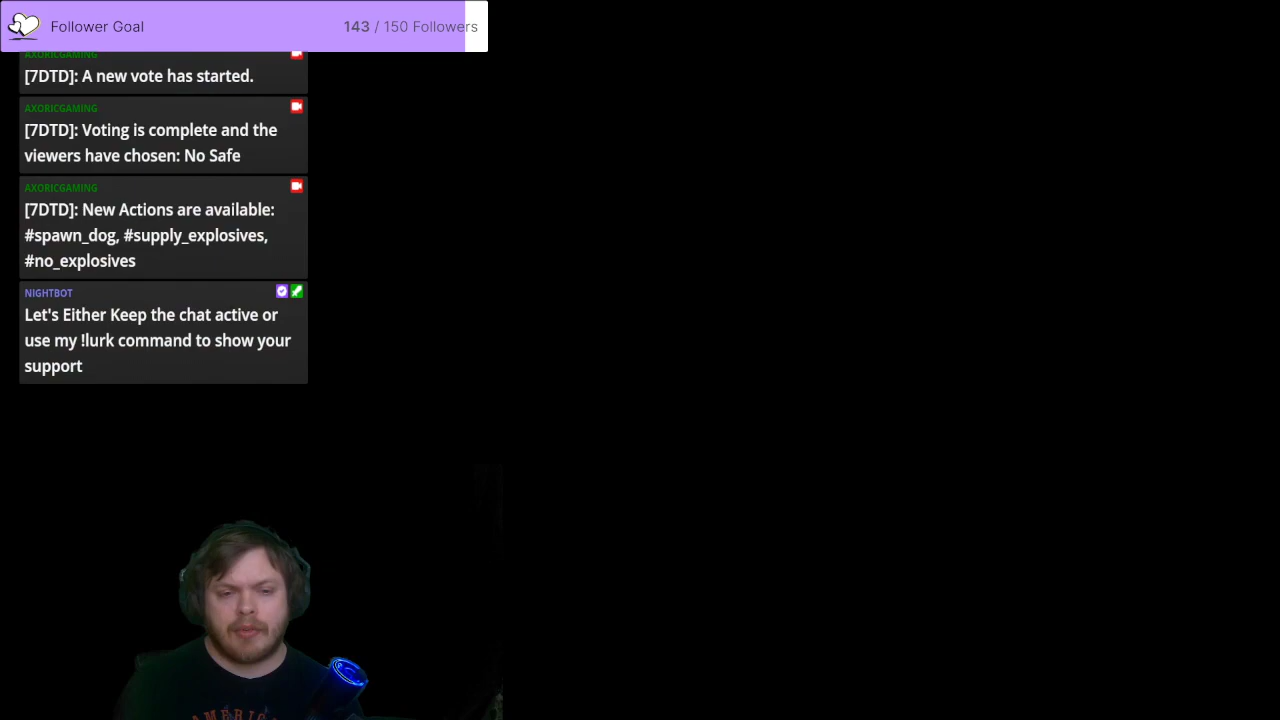 Follower Goal 143 / 150 Followers
AXORICGAMING
[7DTD]: A new vote has started.
AXORICGAMING
[7DTD]: Voting is complete and the
viewers have chosen: No Safe
AXORICGAMING
[7DTD]: New Actions are available:
#spawn_dog, #supply_explosives,
#no_explosives
NIGHTBOT
Let's Either Keep the chat active or
use my !lurk command to show your
support
AMERIC